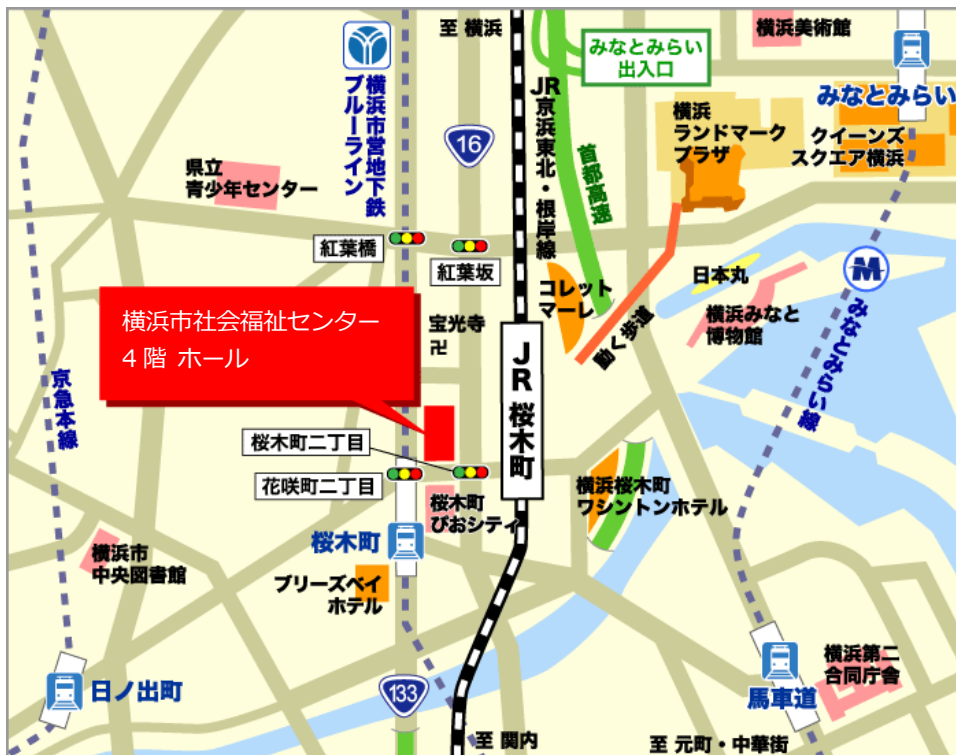 至 横浜
横浜美術館
みなとみらい
出入口
みなとみらい
横浜市営地下鉄
ブルーライン
JR京浜東北・根岸線
16
首都高速
横浜
ランドマーク
プラザ
クイーンズ
スクエア横浜
県立
青少年センター
紅葉橋
紅葉坂
コレット
マーレ
日本丸
横浜みなと
博物館
動く歩道
みなとみらい線
横浜市社会福祉センター
4階 ホール
宝光寺
卍
JR 桜木町
京急本線
桜木町二丁目
花咲町二丁目
桜木町
ぴおシティ
横浜桜木町
ワシントンホテル
桜木町
横浜市
中央図書館
ブリーズベイ
ホテル
日ノ出町
133
馬車道
横浜第二
合同庁舎
至 関内
至 元町・中華街